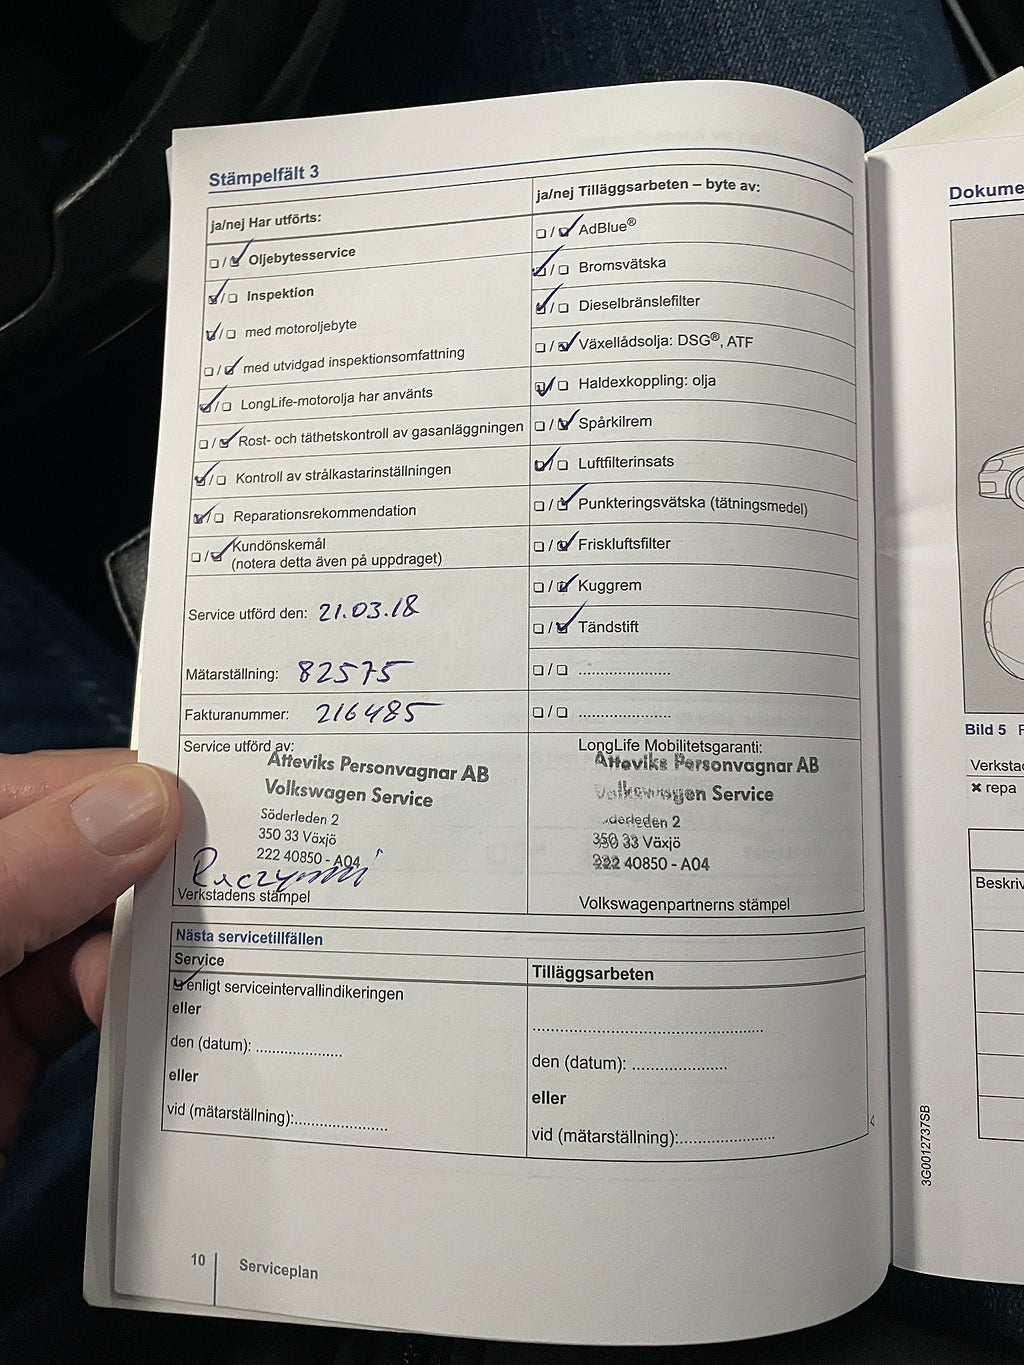 Stämpelfält 3
ja/nej Har utförts:
❏ / ☑ Oljebytesservice
☑ / ❏ Inspektion
☑ / ❏ med motoroljebyte
❏ / ☑ med utvidgad inspektionsomfattning
☑ / ❏ LongLife-motorolja har använts
❏ / ☑ Rost- och täthetskontroll av gasanläggningen
☑ / ❏ Kontroll av strålkastarinställningen
☑ / ❏ Reparationsrekommendation
❏ / ☑ Kundönskemål
(notera detta även på uppdraget)
Service utförd den: 21.03.18
Mätarställning: 82575
Fakturanummer: 216485
Service utförd av:
Atteviks Personvagnar AB
Volkswagen Service
Söderleden 2
350 33 Växjö
222 40850 - A04
Verkstadens stämpel
ja/nej Tilläggsarbeten – byte av:
❏ / ☑ AdBlue®
☑ / ❏ Bromsvätska
☑ / ❏ Dieselbränslefilter
❏ / ☑ Växellådsolja: DSG®, ATF
☑ / ❏ Haldexkoppling: olja
❏ / ☑ Spårkilrem
☑ / ❏ Luftfilterinsats
❏ / ☑ Punkteringsvätska (tätningsmedel)
❏ / ☑ Friskluftsfilter
❏ / ☑ Kuggrem
❏ / ☑ Tändstift
❏ / ❏ ......................
❏ / ❏ ......................
LongLife Mobilitetsgaranti:
Atteviks Personvagnar AB
Volkswagen Service
Söderleden 2
350 33 Växjö
222 40850 - A04
Volkswagenpartnerns stämpel
Nästa servicetillfällen
Service
☑ enligt serviceintervallindikeringen
eller
den (datum): .....................
eller
vid (mätarställning):......................
Tilläggsarbeten
......................................................
den (datum): ......................
eller
vid (mätarställning):......................
10
Serviceplan
Dokume
Bild 5 F
Verksta
✖ repa
Beskriv
3G0012737SB